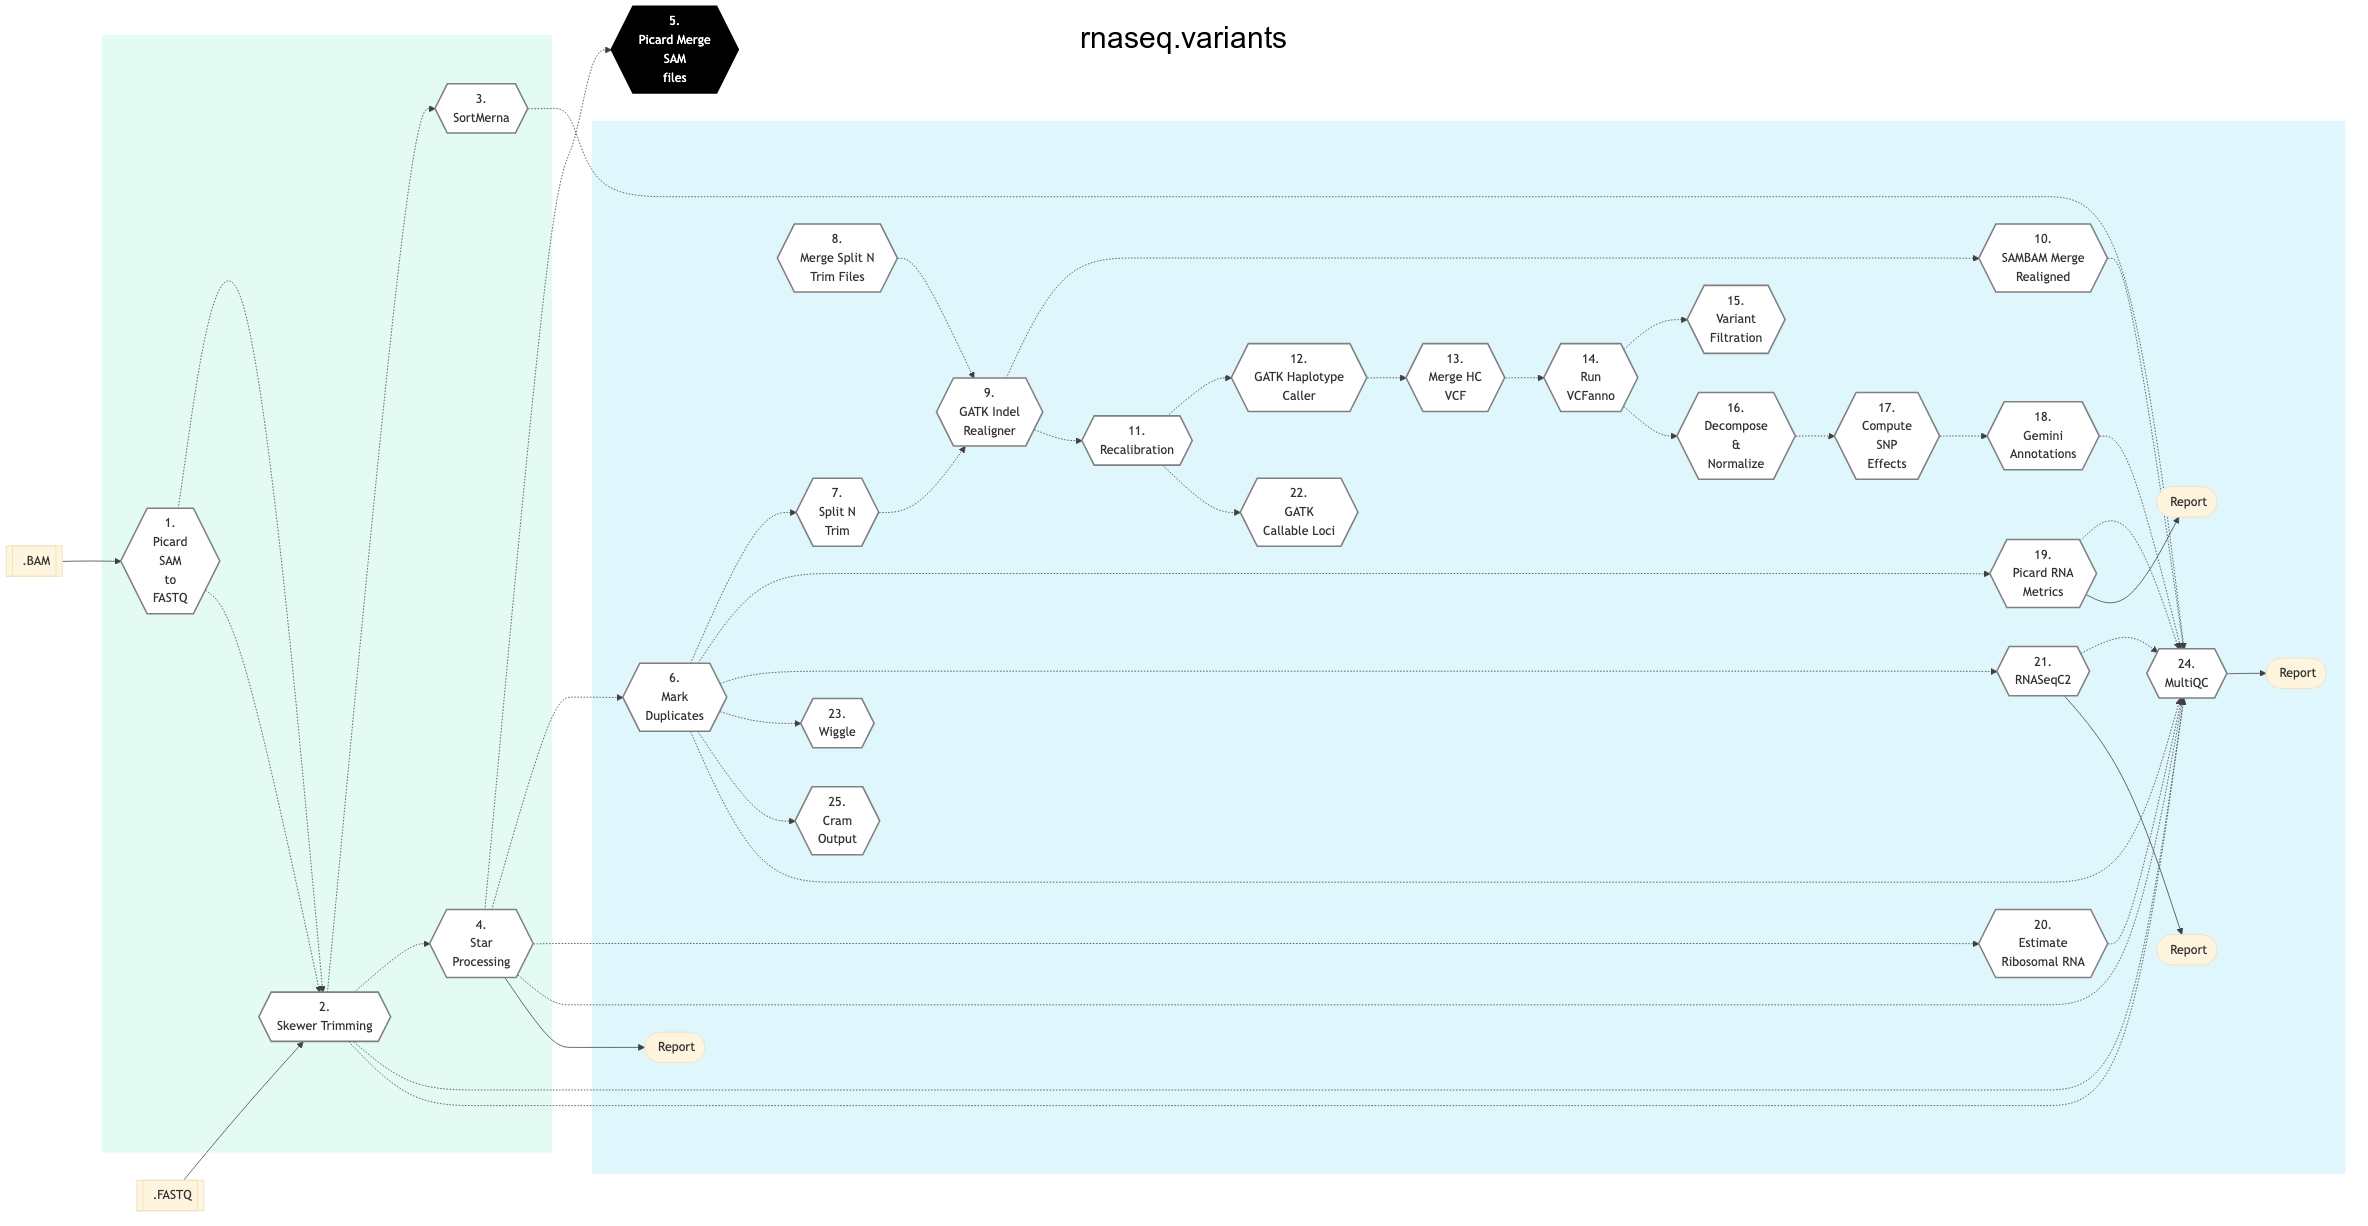 rnaseq.variants
.BAM
.FASTQ
1.
Picard
SAM
to
FASTQ
2.
Skewer Trimming
3.
SortMerna
4.
Star
Processing
5.
Picard Merge
SAM
files
6.
Mark
Duplicates
7.
Split N
Trim
8.
Merge Split N
Trim Files
9.
GATK Indel
Realigner
10.
SAMBAM Merge
Realigned
11.
Recalibration
12.
GATK Haplotype
Caller
13.
Merge HC
VCF
14.
Run
VCFanno
15.
Variant
Filtration
16.
Decompose
&
Normalize
17.
Compute
SNP
Effects
18.
Gemini
Annotations
19.
Picard RNA
Metrics
Report
20.
Estimate
Ribosomal RNA
21.
RNASeqC2
Report
22.
GATK
Callable Loci
23.
Wiggle
24.
MultiQC
Report
25.
Cram
Output
Report